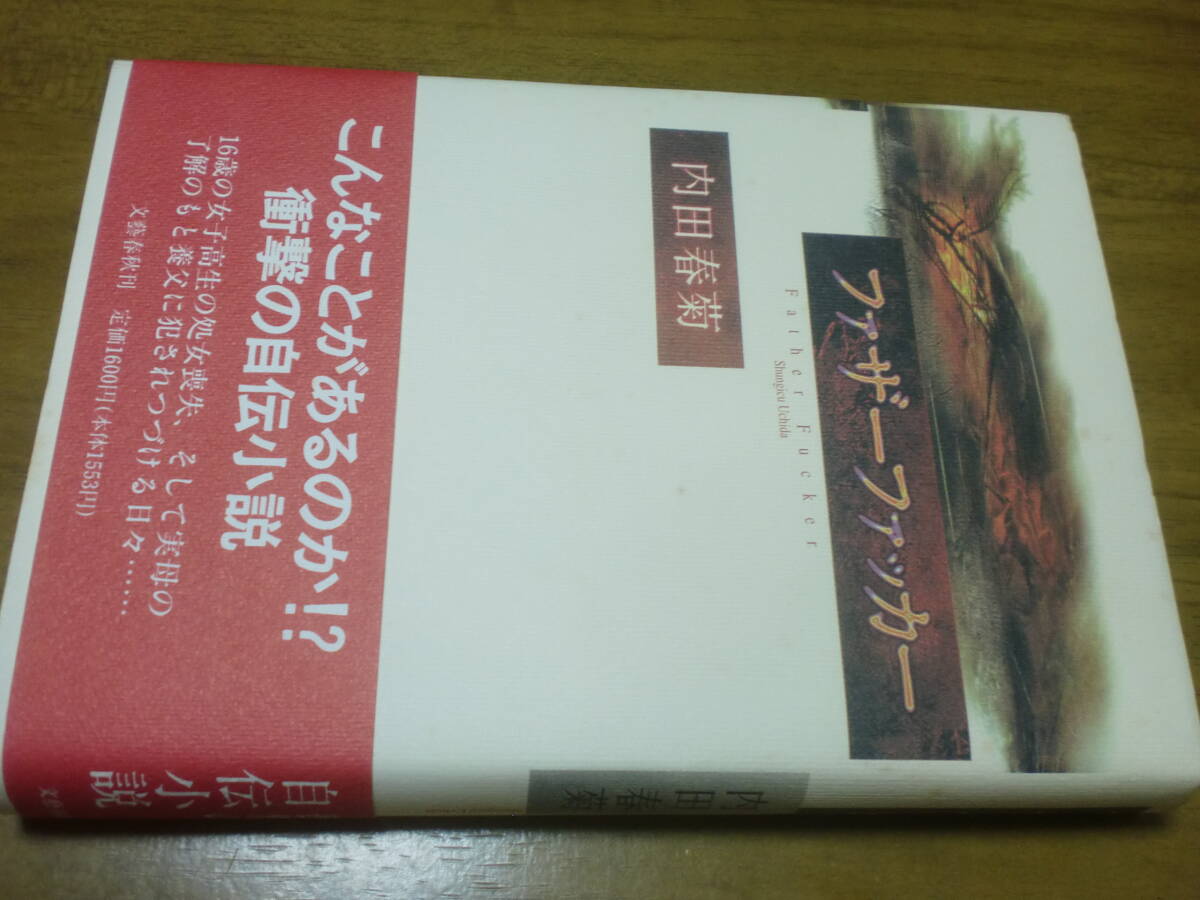 ファザーファッカー
Father Fucker
Shungicu Uchida
内田春菊
こんなことがあるのか!?
衝撃の自伝小説
16歳の女子高生の処女喪失、そして実母の
了解のもと養父に犯されつづける日々……
文藝春秋刊 定価1600円(本体1553円)
内田春菊
自伝
小説